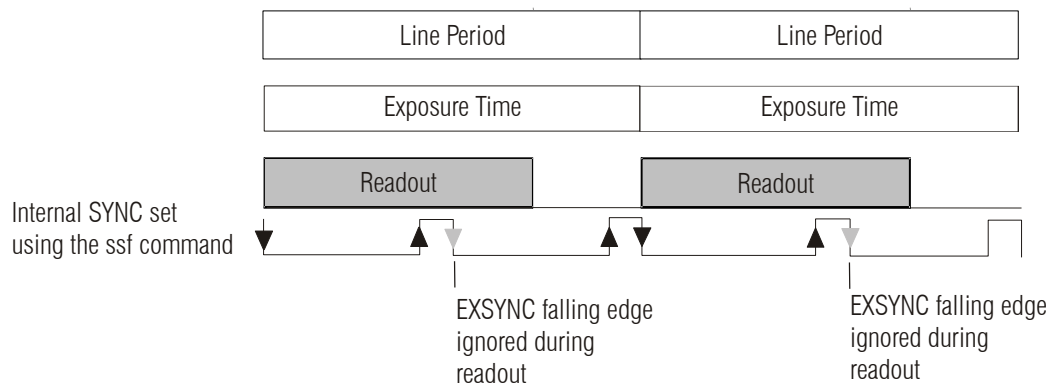 Line Period
Line Period
Exposure Time
Exposure Time
Readout
Readout
Internal SYNC set
using the ssf command
EXSYNC falling edge
ignored during
readout
EXSYNC falling edge
ignored during
readout